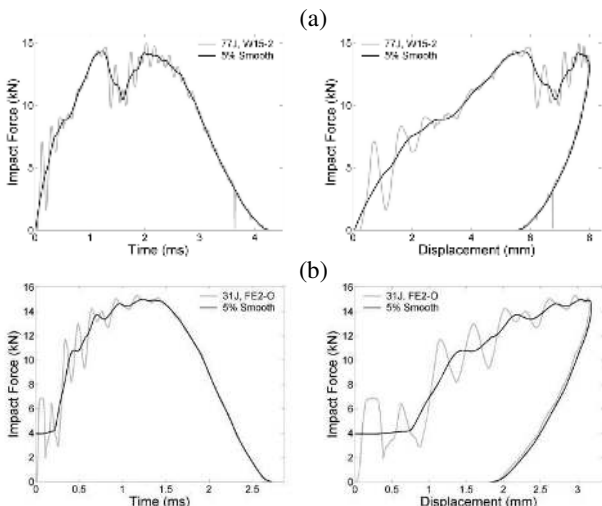 (a)
15
10
5
0
Impact Force (kN)
77J, W15-2
5% Smooth
0 1 2 3 4
Time (ms)
15
10
5
0
Impact Force (kN)
77J, W15-2
5% Smooth
0 2 4 6 8
Displacement (mm)
(b)
16
14
12
10
8
6
4
2
0
Impact Force (kN)
31J, FE2-O
5% Smooth
0 0.5 1 1.5 2 2.5
Time (ms)
16
14
12
10
8
6
4
2
0
Impact Force (kN)
31J, FE2-O
5% Smooth
0 0.5 1 1.5 2 2.5 3
Displacement (mm)